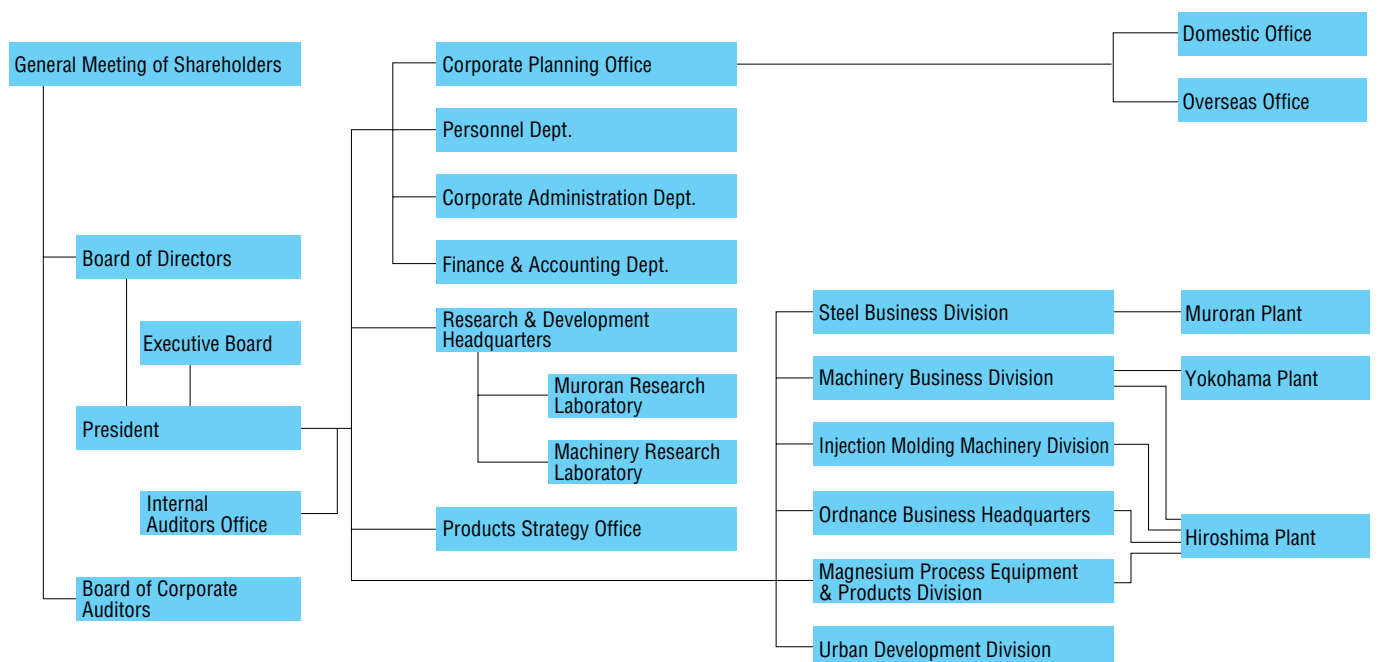 General Meeting of Shareholders
Board of Directors
Executive Board
President
Internal
Auditors Office
Board of Corporate
Auditors
Corporate Planning Office
Personnel Dept.
Corporate Administration Dept.
Finance & Accounting Dept.
Research & Development
Headquarters
Muroran Research
Laboratory
Machinery Research
Laboratory
Products Strategy Office
Steel Business Division
Machinery Business Division
Injection Molding Machinery Division
Ordnance Business Headquarters
Magnesium Process Equipment
& Products Division
Urban Development Division
Domestic Office
Overseas Office
Muroran Plant
Yokohama Plant
Hiroshima Plant